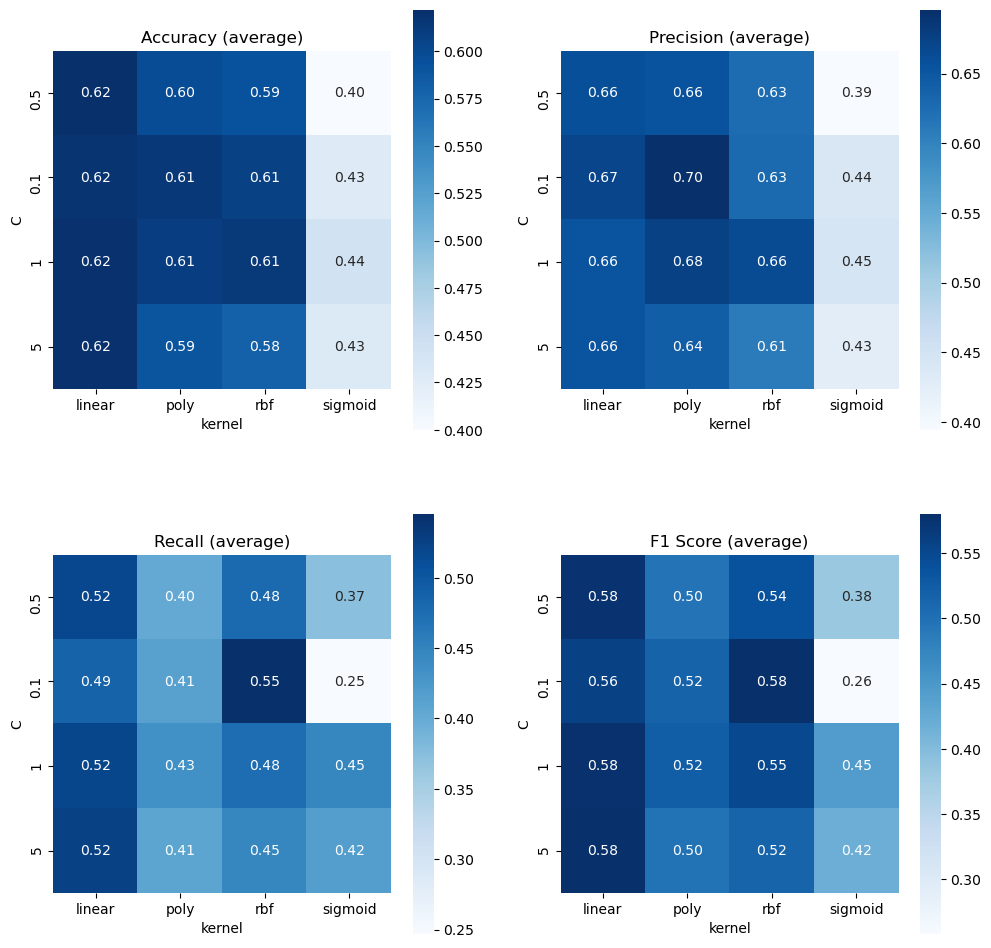 Accuracy (average)
0.5 0.62 0.60 0.59 0.40
0.1 0.62 0.61 0.61 0.43
1 0.62 0.61 0.61 0.44
5 0.62 0.59 0.58 0.43
C
linear poly rbf sigmoid
kernel
0.600
0.575
0.550
0.525
0.500
0.475
0.450
0.425
0.400
Precision (average)
0.5 0.66 0.66 0.63 0.39
0.1 0.67 0.70 0.63 0.44
1 0.66 0.68 0.66 0.45
5 0.66 0.64 0.61 0.43
C
linear poly rbf sigmoid
kernel
0.65
0.60
0.55
0.50
0.45
0.40
Recall (average)
0.5 0.52 0.40 0.48 0.37
0.1 0.49 0.41 0.55 0.25
1 0.52 0.43 0.48 0.45
5 0.52 0.41 0.45 0.42
C
linear poly rbf sigmoid
kernel
0.50
0.45
0.40
0.35
0.30
0.25
F1 Score (average)
0.5 0.58 0.50 0.54 0.38
0.1 0.56 0.52 0.58 0.26
1 0.58 0.52 0.55 0.45
5 0.58 0.50 0.52 0.42
C
linear poly rbf sigmoid
kernel
0.55
0.50
0.45
0.40
0.35
0.30